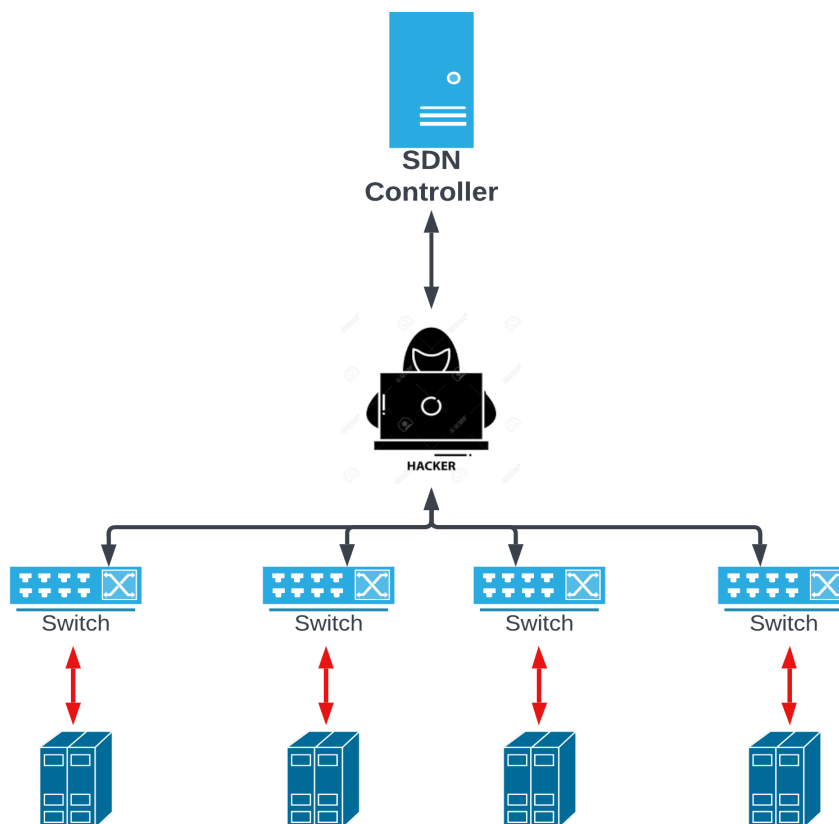 SDN
Controller
HACKER
Switch
Switch
Switch
Switch